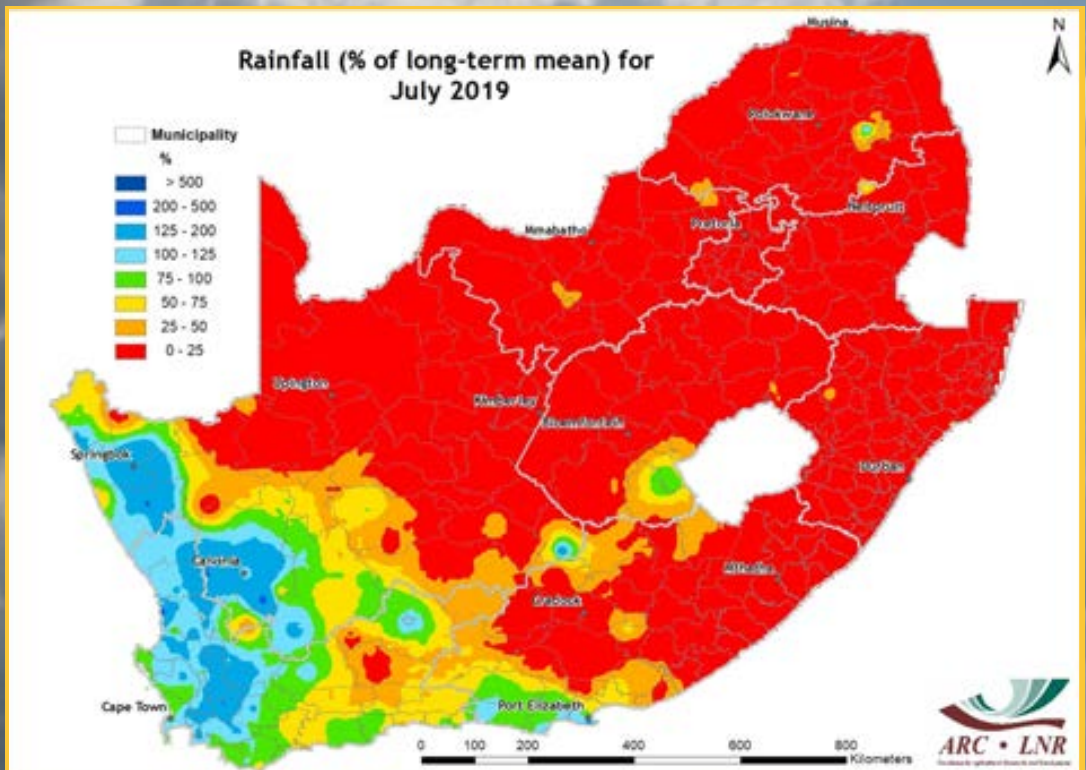 Rainfall (% of long-term mean) for
July 2019
N
Musina
Polokwane
Nelspruit
Pretoria
Mmabatho
Municipality
%
> 500
200 - 500
125 - 200
100 - 125
75 - 100
50 - 75
25 - 50
0 - 25
Upington
Kimberley
Bloemfontein
Springbok
Durban
Calvinia
Mthatha
Cradock
Cape Town
Port Elizabeth
0 100 200 400 600 800
Kilometers
ARC • LNR